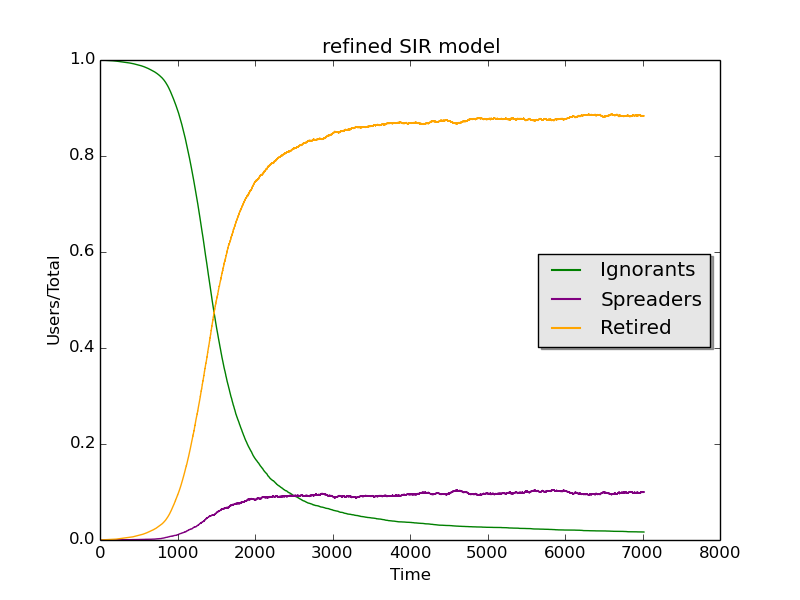 refined SIR model
1.0
0.8
0.6
0.4
0.2
0.0
Users/Total
Ignorants
Spreaders
Retired
0 1000 2000 3000 4000 5000 6000 7000 8000
Time